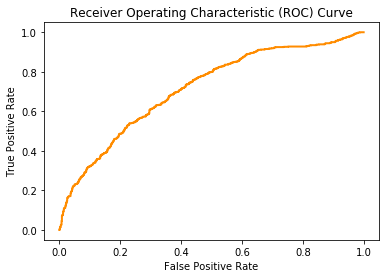 Receiver Operating Characteristic (ROC) Curve
1.0
0.8
0.6
0.4
0.2
0.0
True Positive Rate
0.0 0.2 0.4 0.6 0.8 1.0
False Positive Rate